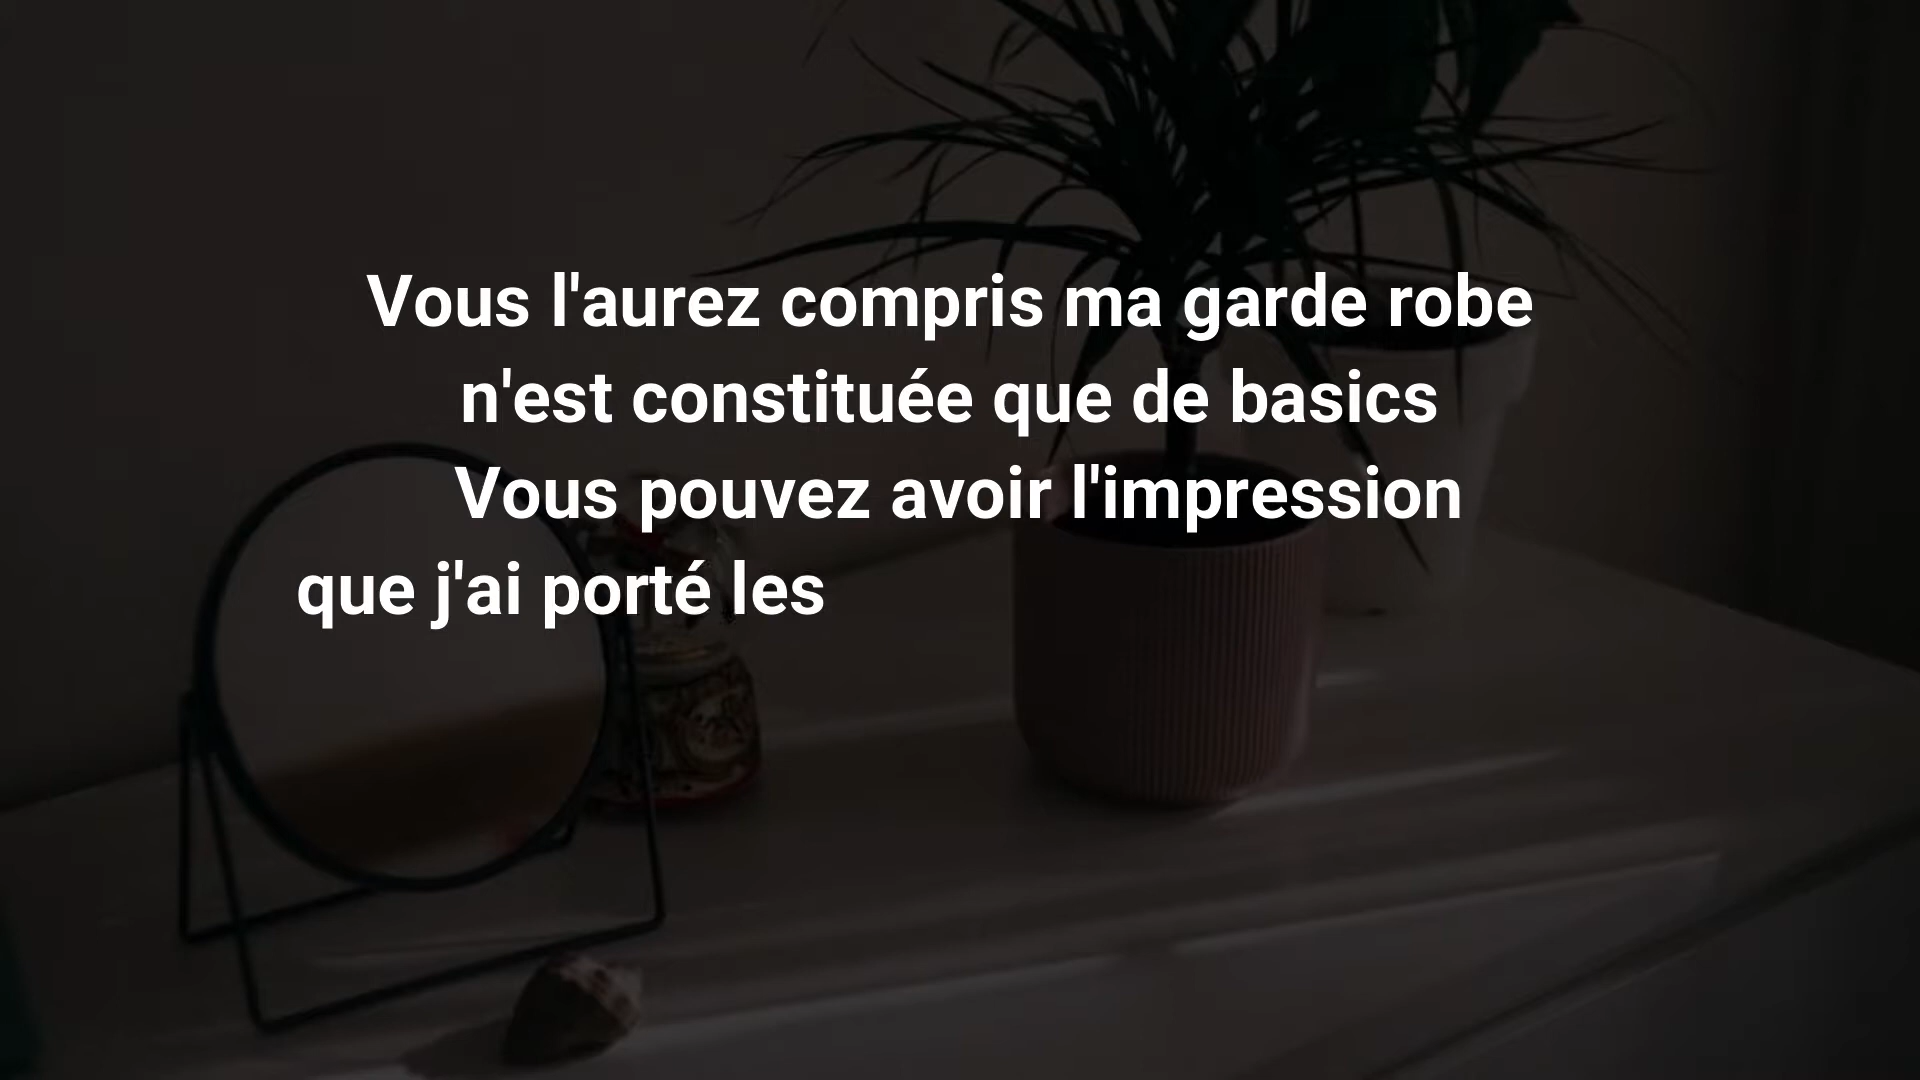 Vous l'aurez compris ma garde robe
n'est constituée que de basics
Vous pouvez avoir l'impression
que j'ai porté les